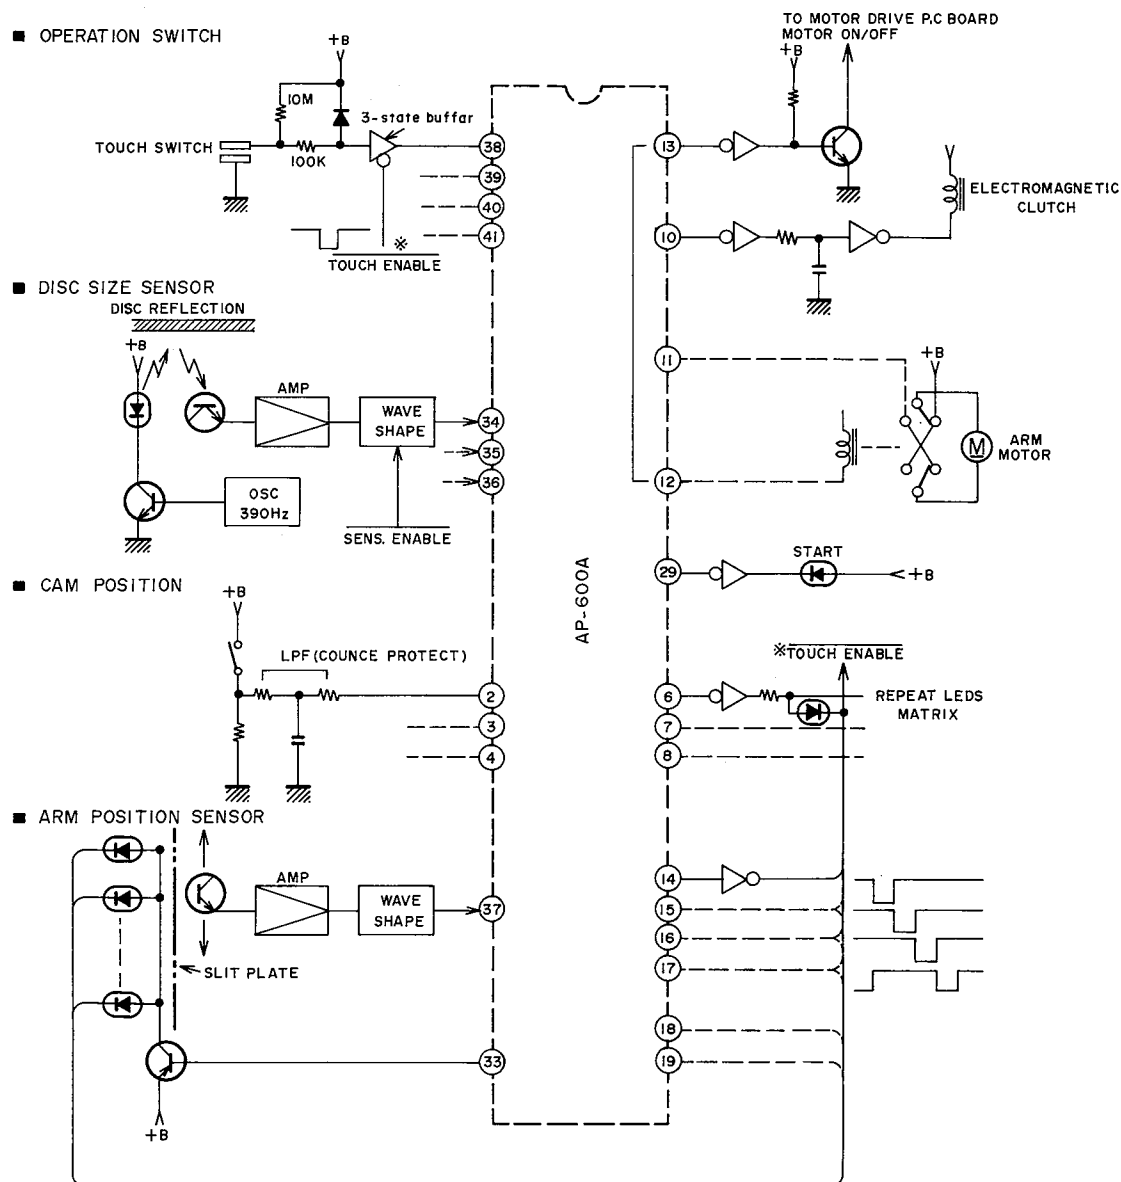 ■ OPERATION SWITCH
+B
10M
3-state buffar
TOUCH SWITCH
100K
38
39
40
41
※
TOUCH ENABLE
■ DISC SIZE SENSOR
DISC REFLECTION
+B
AMP
WAVE
SHAPE
34
35
36
OSC
390Hz
SENS. ENABLE
■ CAM POSITION
+B
LPF (COUNCE PROTECT)
2
3
4
■ ARM POSITION SENSOR
AMP
WAVE
SHAPE
37
SLIT PLATE
33
+B
AP-600A
TO MOTOR DRIVE P.C BOARD
MOTOR ON/OFF
+B
13
ELECTROMAGNETIC
CLUTCH
10
11
+B
M
ARM
MOTOR
12
START
29
+B
※TOUCH ENABLE
6
REPEAT LEDS
MATRIX
7
8
14
15
16
17
18
19